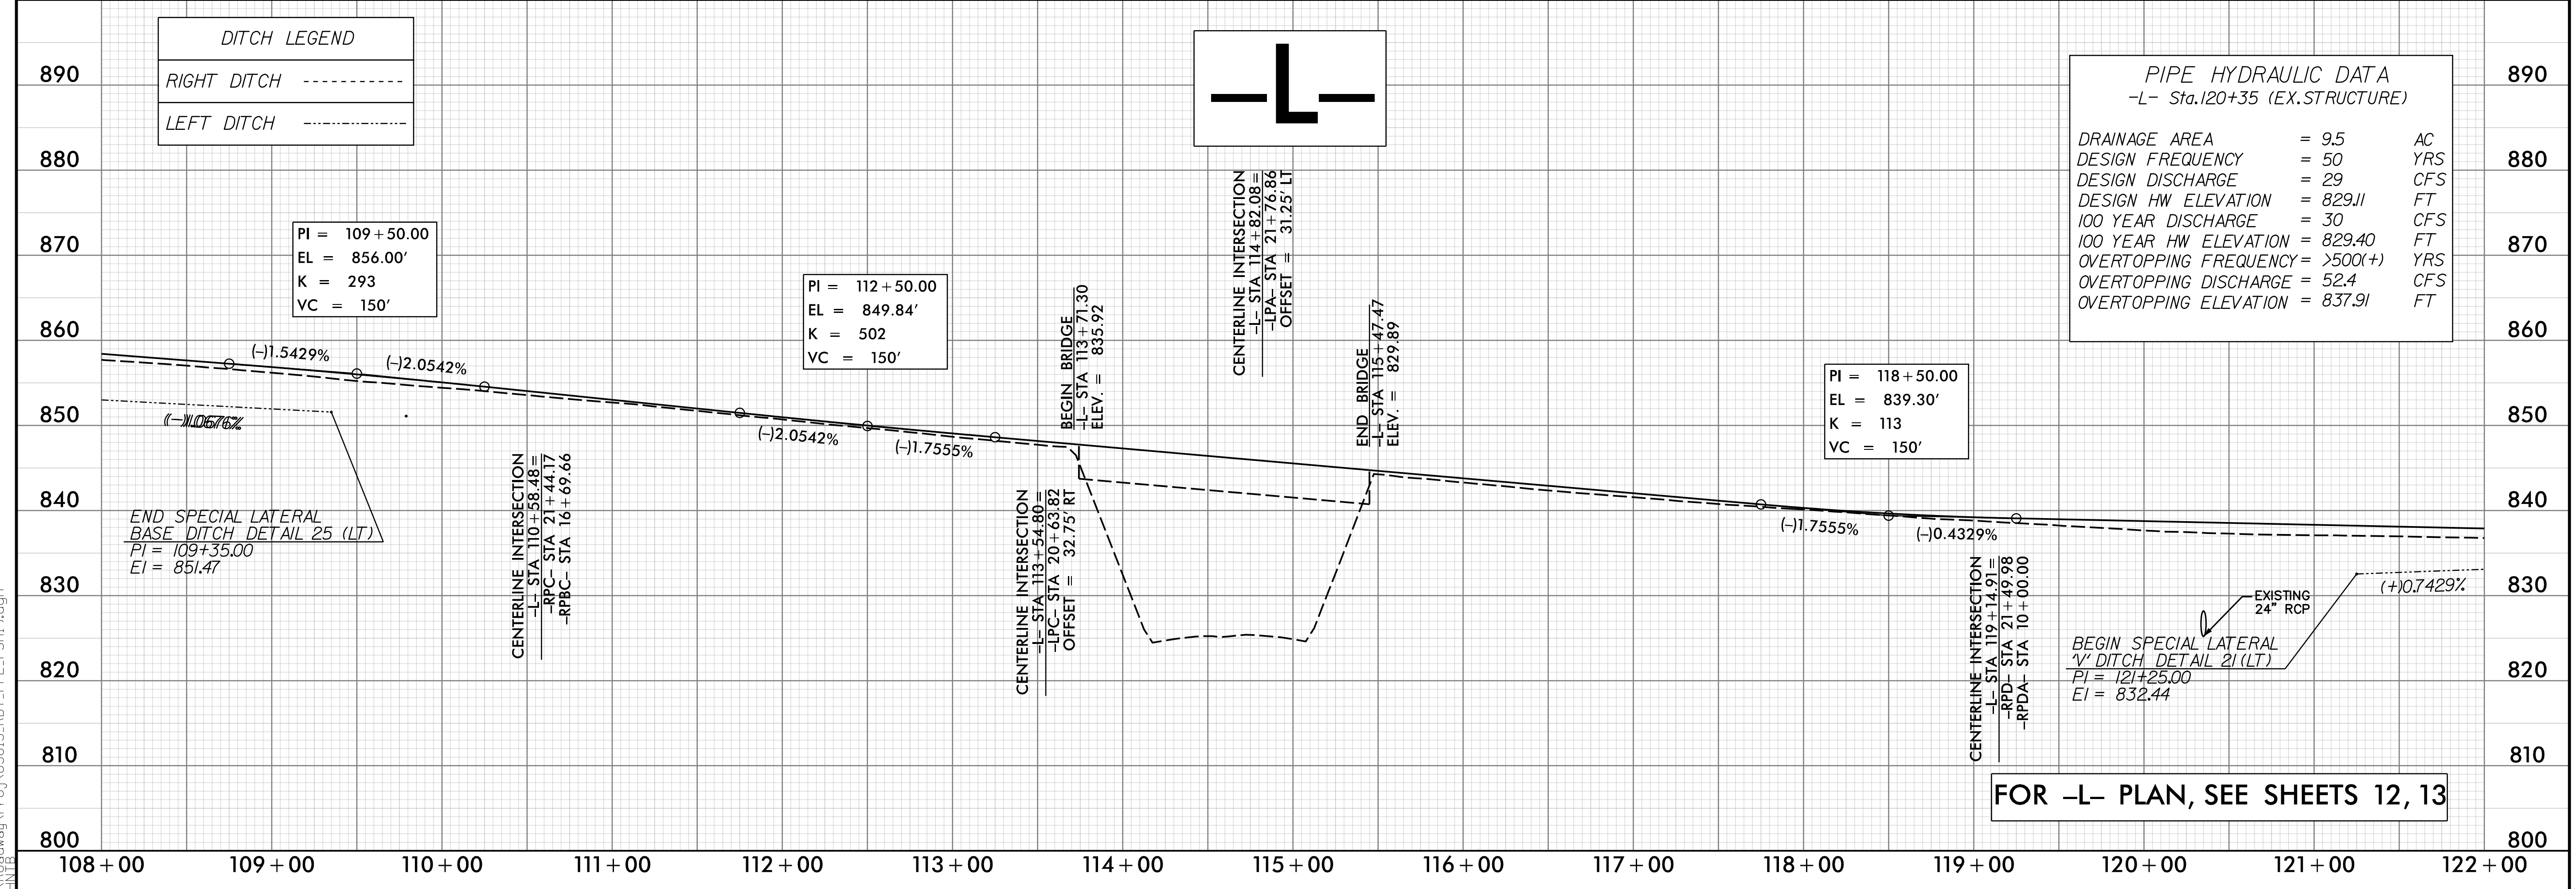 DITCH LEGEND
RIGHT DITCH
LEFT DITCH
-L-
PIPE HYDRAULIC DATA
-L- Sta.120+35 (EX.STRUCTURE)
DRAINAGE AREA = 9.5 AC
DESIGN FREQUENCY = 50 YRS
DESIGN DISCHARGE = 29 CFS
DESIGN HW ELEVATION = 829.11 FT
100 YEAR DISCHARGE = 30 CFS
100 YEAR HW ELEVATION = 829.40 FT
OVERTOPPING FREQUENCY = >500(+) YRS
OVERTOPPING DISCHARGE = 52.4 CFS
OVERTOPPING ELEVATION = 837.91 FT
890 890
880 880
870 870
860 860
850 850
840 840
830 830
820 820
810 810
800 800
PI = 109+50.00
EL = 856.00'
K = 293
VC = 150'
PI = 112+50.00
EL = 849.84'
K = 502
VC = 150'
PI = 118+50.00
EL = 839.30'
K = 113
VC = 150'
(-)1.5429%
(-)2.0542%
(-)2.0542%
(-)1.7555%
(-)1.7555%
(-)0.4329%
(+)0.7429%
END SPECIAL LATERAL
BASE DITCH DETAIL 25 (LT)
PI = 109+35.00
El = 851.47
CENTERLINE INTERSECTION
-L- STA 110+58.48 =
-RPC- STA 21+44.17
-RPBC- STA 16+69.66
CENTERLINE INTERSECTION
-L- STA 113+54.80 =
-LPC- STA 20+63.82
OFFSET = 32.75' RT
BEGIN BRIDGE
-L- STA 113+71.30
ELEV. = 835.92
CENTERLINE INTERSECTION
-L- STA 114+82.08 =
-LPA- STA 21+76.86
OFFSET = 31.25' LT
END BRIDGE
-L- STA 115+47.47
ELEV. = 829.89
CENTERLINE INTERSECTION
-L- STA 119+14.91 =
-RPD- STA 21+49.98
-RPDA- STA 10+00.00
EXISTING
24" RCP
BEGIN SPECIAL LATERAL
'V' DITCH DETAIL 21 (LT)
PI = 121+25.00
El = 832.44
FOR -L- PLAN, SEE SHEETS 12, 13
108+00 109+00 110+00 111+00 112+00 113+00 114+00 115+00 116+00 117+00 118+00 119+00 120+00 121+00 122+00